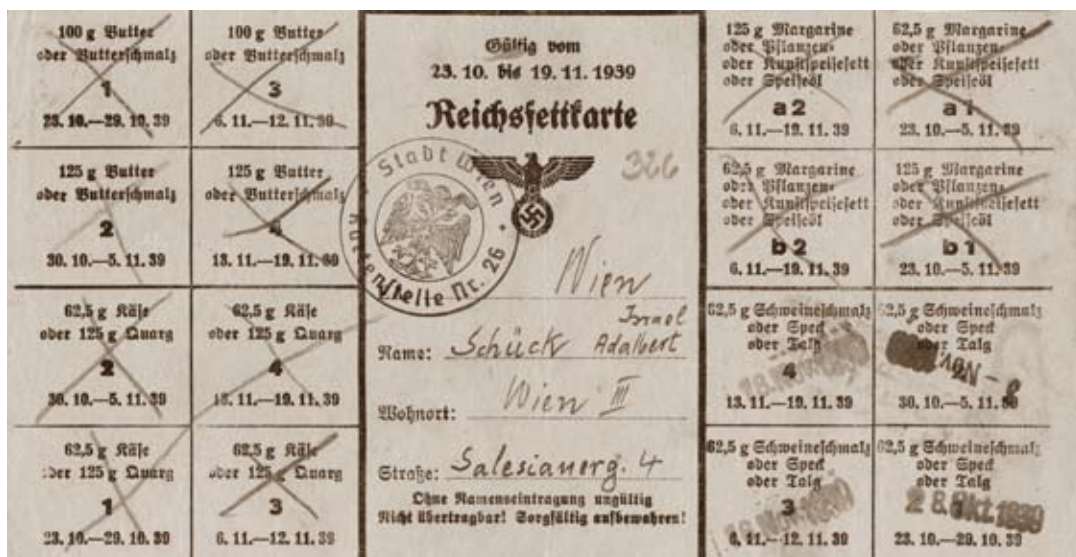 100 g Butter
oder Butterschmalz
1
23. 10.—29. 10. 39
100 g Butter
oder Butterschmalz
3
6. 11.—12. 11. 39
125 g Butter
oder Butterschmalz
2
30. 10.—5. 11. 39
125 g Butter
oder Butterschmalz
4
13. 11.—19. 11. 39
62,5 g Käse
oder 125 g Quarg
2
30. 10.—5. 11. 39
62,5 g Käse
oder 125 g Quarg
4
13. 11.—19. 11. 39
62,5 g Käse
oder 125 g Quarg
1
23. 10.—29. 10. 39
62,5 g Käse
oder 125 g Quarg
3
6. 11.—12. 11. 39
Gültig vom
23. 10. bis 19. 11. 1939
Reichsfettkarte
Stadt Wien
Kartenstelle Nr. 26
326
Wien
Israel
Name: Schück Adalbert
Wohnort: Wien III
Straße: Salesianerg. 4
Ohne Namenseintragung ungültig
Nicht übertragbar! Sorgfältig aufbewahren!
125 g Margarine
oder Pflanzen-
oder Kunstspeisefett
oder Speiseöl
a 2
6. 11.—19. 11. 39
62,5 g Margarine
oder Pflanzen-
oder Kunstspeisefett
oder Speiseöl
a 1
23. 10.—5. 11. 39
62,5 g Margarine
oder Pflanzen-
oder Kunstspeisefett
oder Speiseöl
b 2
6. 11.—19. 11. 39
125 g Margarine
oder Pflanzen-
oder Kunstspeisefett
oder Speiseöl
b 1
23. 10.—5. 11. 39
62,5 g Schweineschmalz
oder Speck
oder Talg
4
13. 11.—19. 11. 39
62,5 g Schweineschmalz
oder Speck
oder Talg
- Nov.
30. 10.—5. 11. 39
62,5 g Schweineschmalz
oder Speck
oder Talg
3
6. 11.—12. 11. 39
62,5 g Schweineschmalz
oder Speck
oder Talg
1
28. Okt. 1939
23. 10.—29. 10. 39